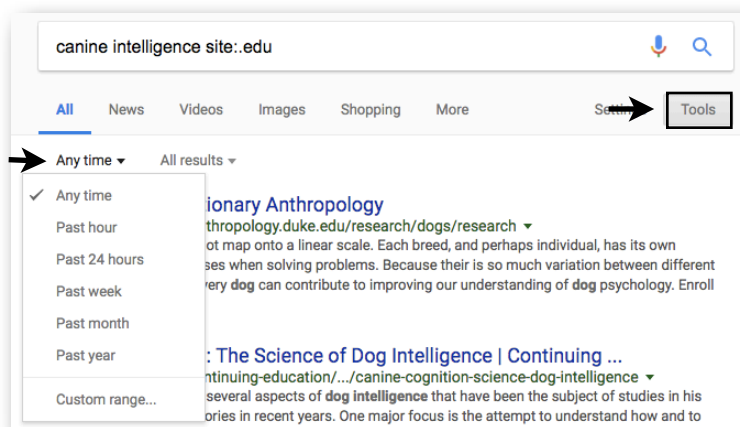 canine intelligence site:.edu
All News Videos Images Shopping More Tools
Any time All results
Any time
Past hour
Past 24 hours
Past week
Past month
Past year
Custom range...
ionary Anthropology
thropology.duke.edu/research/dogs/research
ot map onto a linear scale. Each breed, and perhaps individual, has its own
ses when solving problems. Because their is so much variation between different
very dog can contribute to improving our understanding of dog psychology. Enroll
: The Science of Dog Intelligence | Continuing ...
ntinuing-education/.../canine-cognition-science-dog-intelligence
several aspects of dog intelligence that have been the subject of studies in his
ories in recent years. One major focus is the attempt to understand how and to